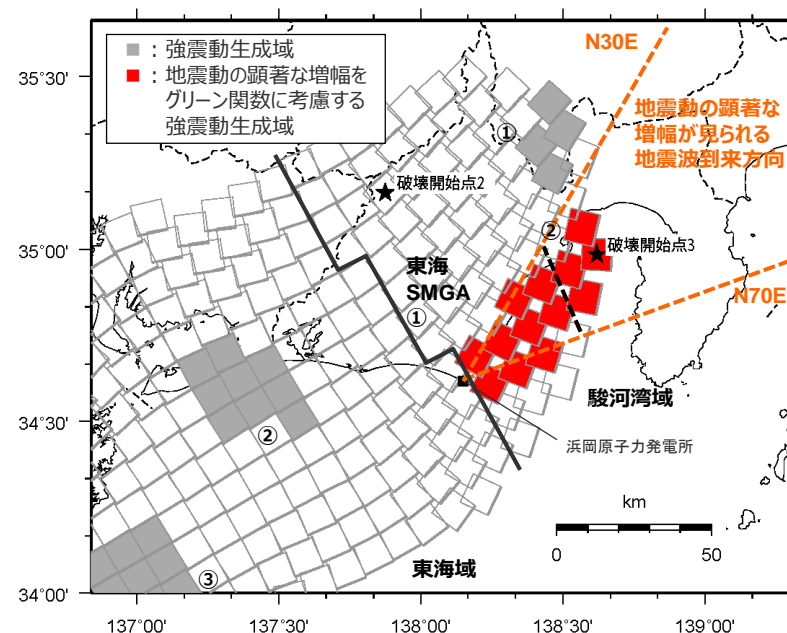 ■：強震動生成域
■：地震動の顕著な増幅を
グリーン関数に考慮する
強震動生成域
N30E
地震動の顕著な
増幅が見られる
地震波到来方向
①
破壊開始点2
②
破壊開始点3
東海
SMGA
①
N70E
駿河湾域
②
浜岡原子力発電所
km
0
50
東海域
③
35°30'
35°00'
34°30'
34°00'
137°00'
137°30'
138°00'
138°30'
139°00'